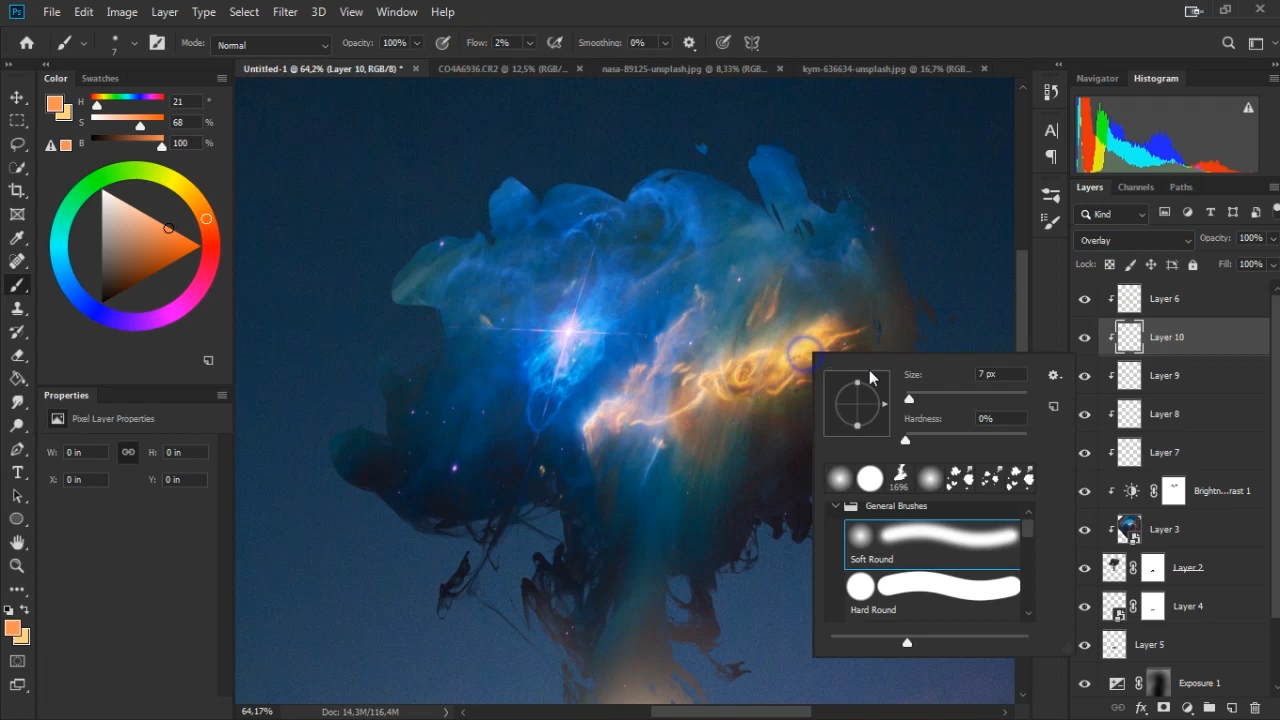 Ps File Edit Image Layer Type Select Filter 3D View Window Help
7 Mode: Normal Opacity: 100% Flow: 2% Smoothing: 0%
Untitled-1 @ 64,2% (Layer 10, RGB/8) * × CO4A6936.CR2 @ 12,5% (RGB/... × nasa-89125-unsplash.jpg @ 8,33% (RGB... × kym-636634-unsplash.jpg @ 16,7% (RGB... ×
Color Swatches
H 21 °
S 68 %
B 100 %
Properties
Pixel Layer Properties
W: 0 in H: 0 in
X: 0 in Y: 0 in
Size: 7 px
Hardness: 0%
1696
General Brushes
Soft Round
Hard Round
Navigator Histogram
Layers Channels Paths
Kind
Overlay Opacity: 100%
Lock: Fill: 100%
Layer 6
Layer 10
Layer 9
Layer 8
Layer 7
Brightn...rast 1
Layer 3
Layer 2
Layer 4
Layer 5
Exposure 1
64,17% Doc: 14,3M/116,4M